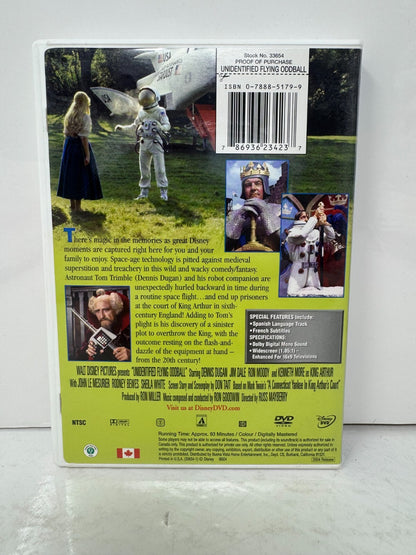 USA
Stock No. 33654
PROOF OF PURCHASE
UNIDENTIFIED FLYING ODDBALL
ISBN 0-7888-5179-9
7 86936 23423 7
There's magic in the memories as great Disney
moments are captured right here for you and your
family to enjoy. Space-age technology is pitted against medieval
superstition and treachery in this wild and wacky comedy/fantasy.
Astronaut Tom Trimble (Dennis Dugan) and his robot companion are
unexpectedly hurled backward in time during
a routine space flight...and end up prisoners
at the court of King Arthur in sixth-
century England! Adding to Tom's
plight is his discovery of a sinister
plot to overthrow the King, with
the outcome resting on the flash-and-
dazzle of the equipment at hand –
from the 20th century!
SPECIAL FEATURES include:
• Spanish Language Track
• French Subtitles
SPECIFICATIONS:
• Dolby Digital Mono Sound
• Widescreen (1.85:1) -
Enhanced For 16x9 Televisions
WALT DISNEY PICTURES presents "UNIDENTIFIED FLYING ODDBALL" Starring DENNIS DUGAN JIM DALE RON MOODY and KENNETH MORE as KING ARTHUR
With JOHN LE MESURIER RODNEY BEWES SHEILA WHITE Screen Story and Screenplay by DON TAIT Based on Mark Twain's "A Connecticut Yankee in King Arthur's Court"
Produced by RON MILLER Music composed and conducted by RON GOODWIN Directed by RUSS MAYBERRY
Visit us at DisneyDVD.com
NTSC
DVD
VIDEO
Disney
DVD
Running Time: Approx. 93 Minutes / Colour / Digitally Mastered